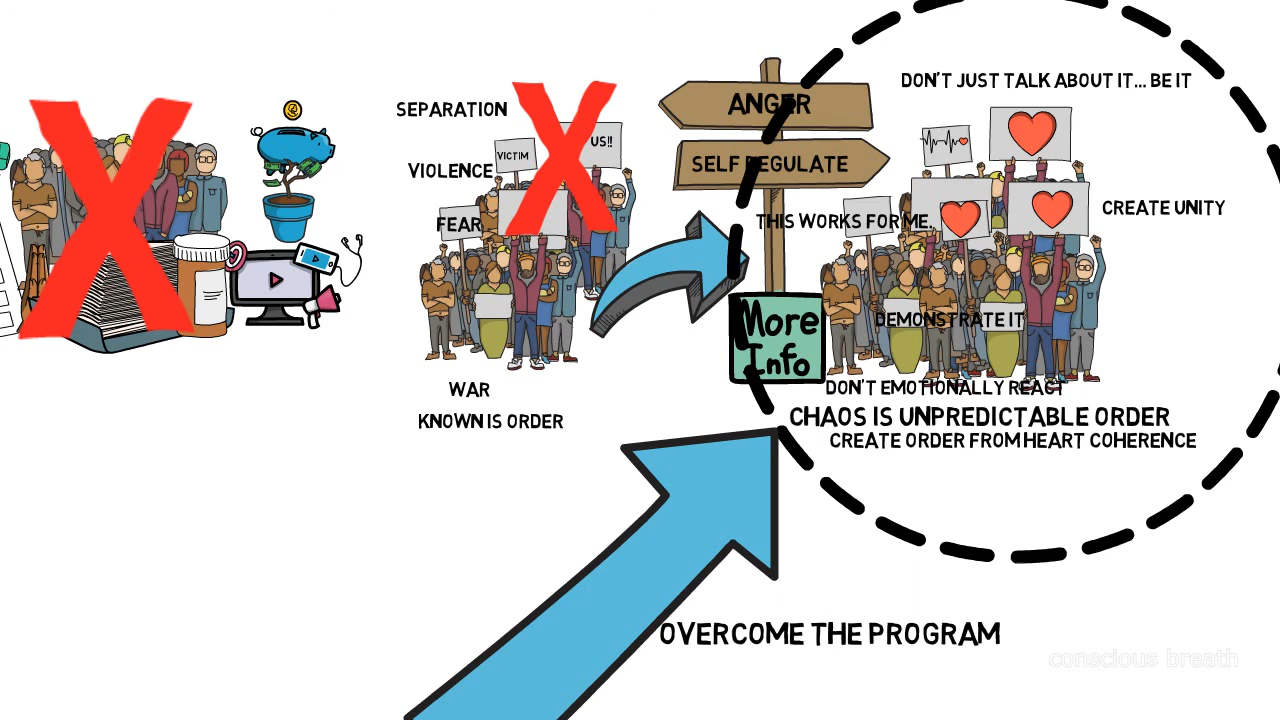 SEPARATION
VIOLENCE
VICTIM
US!!
FEAR
WAR
KNOWN IS ORDER
ANGER
SELF REGULATE
THIS WORKS FOR ME.
More
Info
DON'T JUST TALK ABOUT IT... BE IT
CREATE UNITY
DEMONSTRATE IT
DON'T EMOTIONALLY REACT
CHAOS IS UNPREDICTABLE ORDER
CREATE ORDER FROM HEART COHERENCE
OVERCOME THE PROGRAM
conscious breath